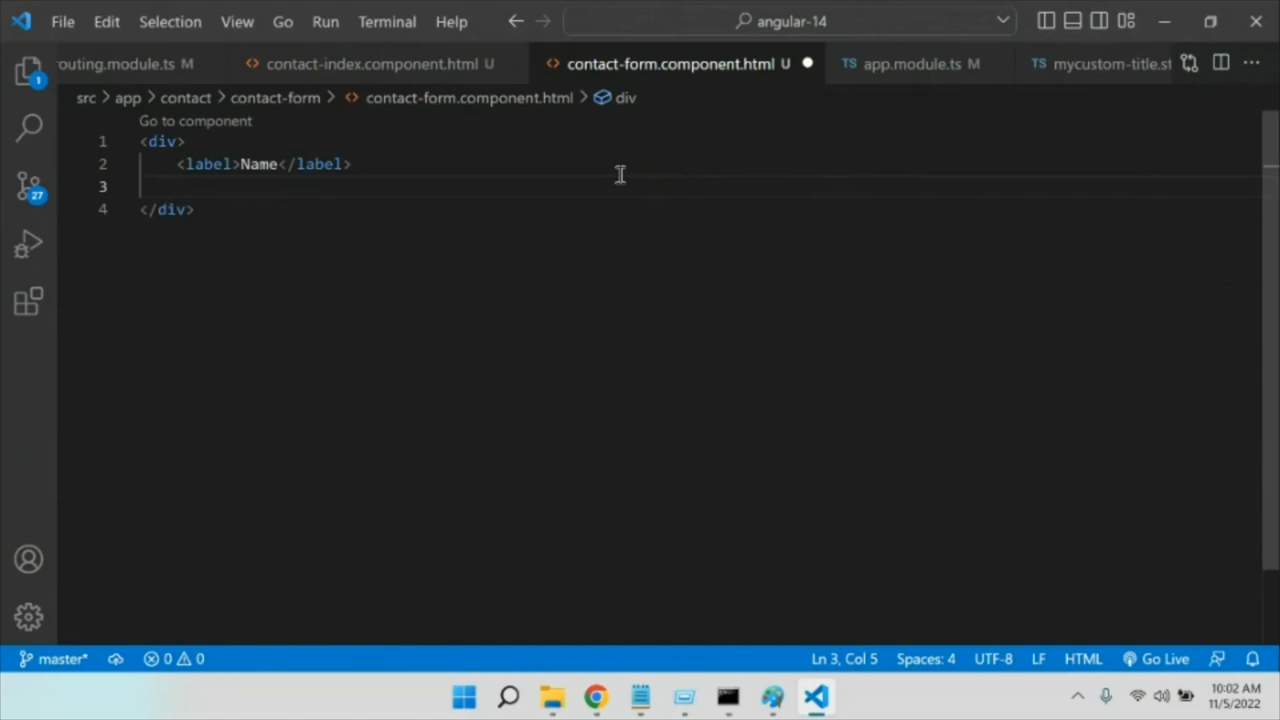 File Edit Selection View Go Run Terminal Help angular-14
outing.module.ts M contact-index.component.html U contact-form.component.html U app.module.ts M mycustom-title.st
src > app > contact > contact-form > contact-form.component.html > div
Go to component
1 <div>
2 <label>Name</label>
3
4 </div>
1
27
master* 0 0 Ln 3, Col 5 Spaces: 4 UTF-8 LF HTML Go Live
10:02 AM
11/5/2022